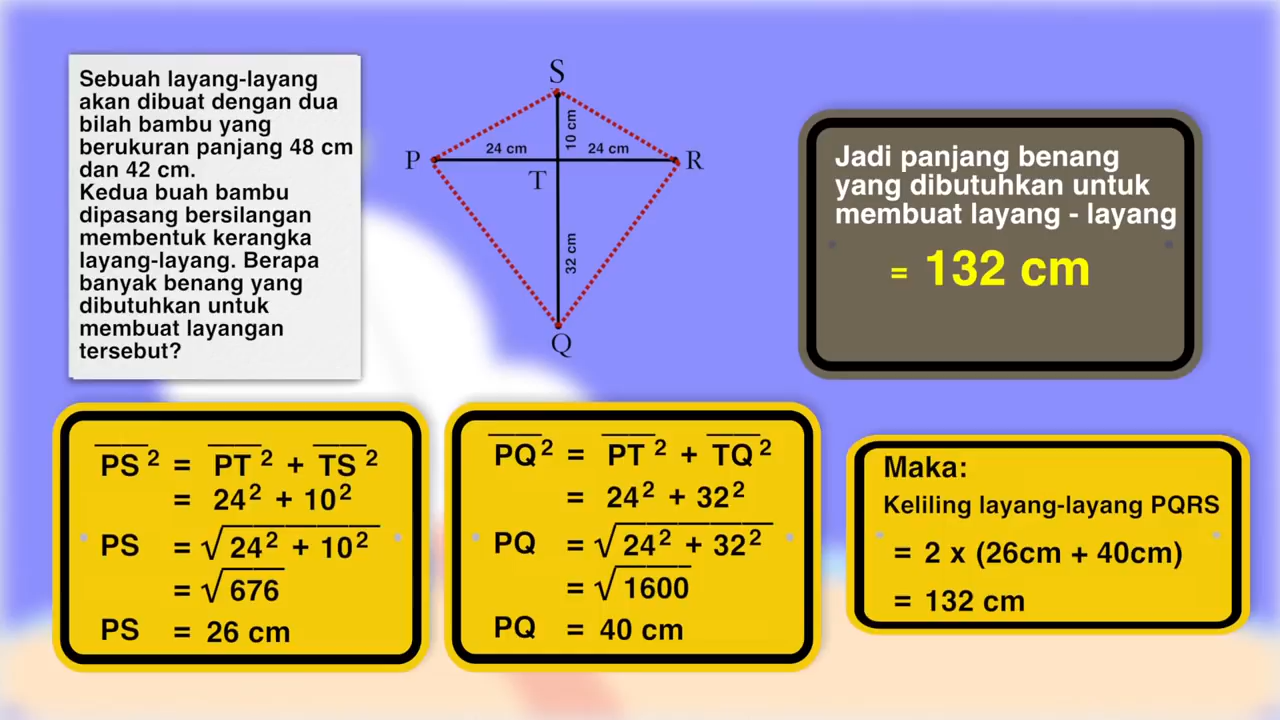 Sebuah layang-layang
akan dibuat dengan dua
bilah bambu yang
berukuran panjang 48 cm
dan 42 cm.
Kedua buah bambu
dipasang bersilangan
membentuk kerangka
layang-layang. Berapa
banyak benang yang
dibutuhkan untuk
membuat layangan
tersebut?
S
10 cm
24 cm
24 cm
P
R
T
32 cm
Q
Jadi panjang benang
yang dibutuhkan untuk
membuat layang - layang
= 132 cm
PS² = PT² + TS²
= 24² + 10²
PS = √24² + 10²
= √676
PS = 26 cm
PQ² = PT² + TQ²
= 24² + 32²
PQ = √24² + 32²
= √1600
PQ = 40 cm
Maka:
Keliling layang-layang PQRS
= 2 x (26cm + 40cm)
= 132 cm